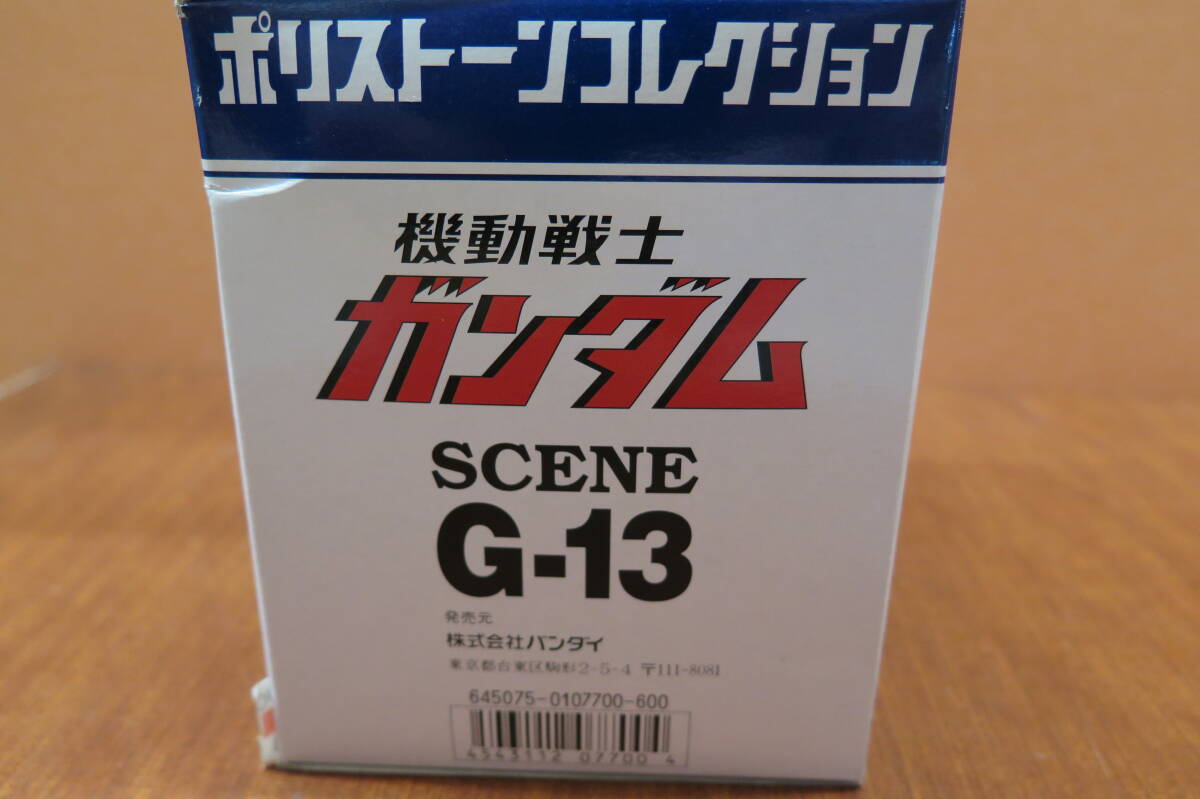 ポリストーンコレクション
機動戦士
ガンダム
SCENE
G-13
発売元
株式会社バンダイ
東京都台東区駒形2-5-4 〒111-8081
645075-0107700-600
4543112 07700 4